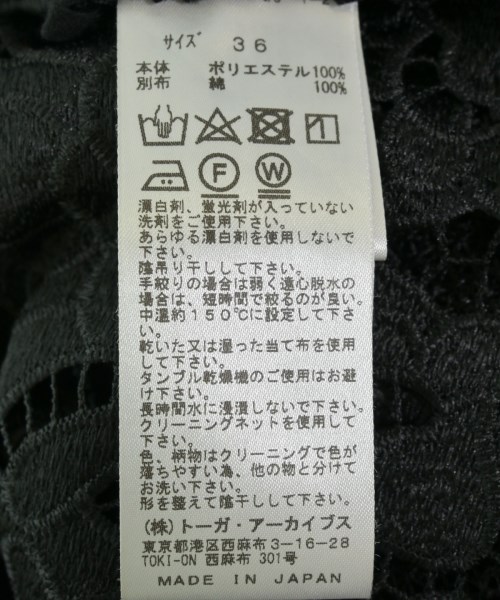 サイズ 36
本体 ポリエステル100%
別布 綿 100%
F W
漂白剤、蛍光剤が入っていない
洗剤をご使用下さい。
あらゆる漂白剤を使用しないで
下さい。
陰吊り干しして下さい。
手絞りの場合は弱く遠心脱水の
場合は、短時間で絞るのが良い。
中温約150℃に設定して下さ
い。
乾いた又は湿った当て布を使用
して下さい。
タンブル乾燥機のご使用はお避
け下さい。
長時間水に浸漬しないで下さい。
クリーニングネットを使用して
下さい。
色、柄物はクリーニングで色が
落ちやすい為、他の物と分けて
お洗い下さい。
形を整えて陰干しして下さい。
(株)トーガ・アーカイブス
東京都港区西麻布3-16-28
TOKI-ON 西麻布 301号
MADE IN JAPAN